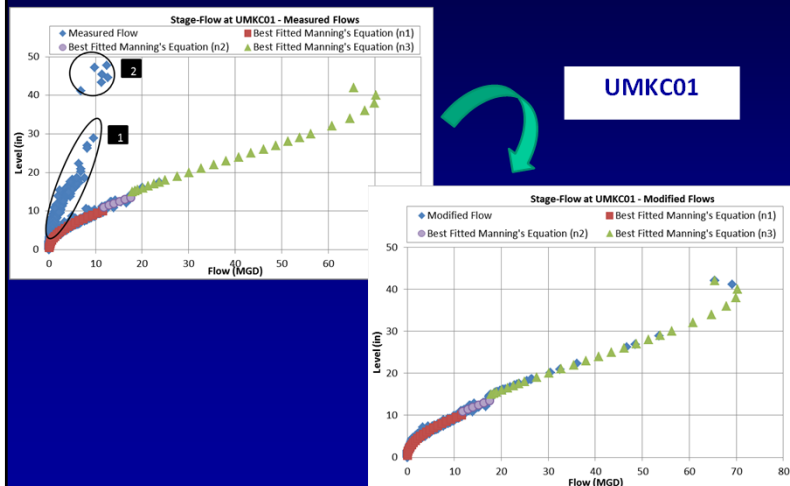 Stage-Flow at UMKC01 - Measured Flows
Measured Flow
Best Fitted Manning's Equation (n1)
Best Fitted Manning's Equation (n2)
Best Fitted Manning's Equation (n3)
50
40
30
20
10
0
Level (in)
2
1
0 10 20 30 40 50 60
Flow (MGD)
UMKC01
Stage-Flow at UMKC01 - Modified Flows
Modified Flow
Best Fitted Manning's Equation (n1)
Best Fitted Manning's Equation (n2)
Best Fitted Manning's Equation (n3)
50
40
30
20
10
0
Level (in)
0 10 20 30 40 50 60 70 80
Flow (MGD)